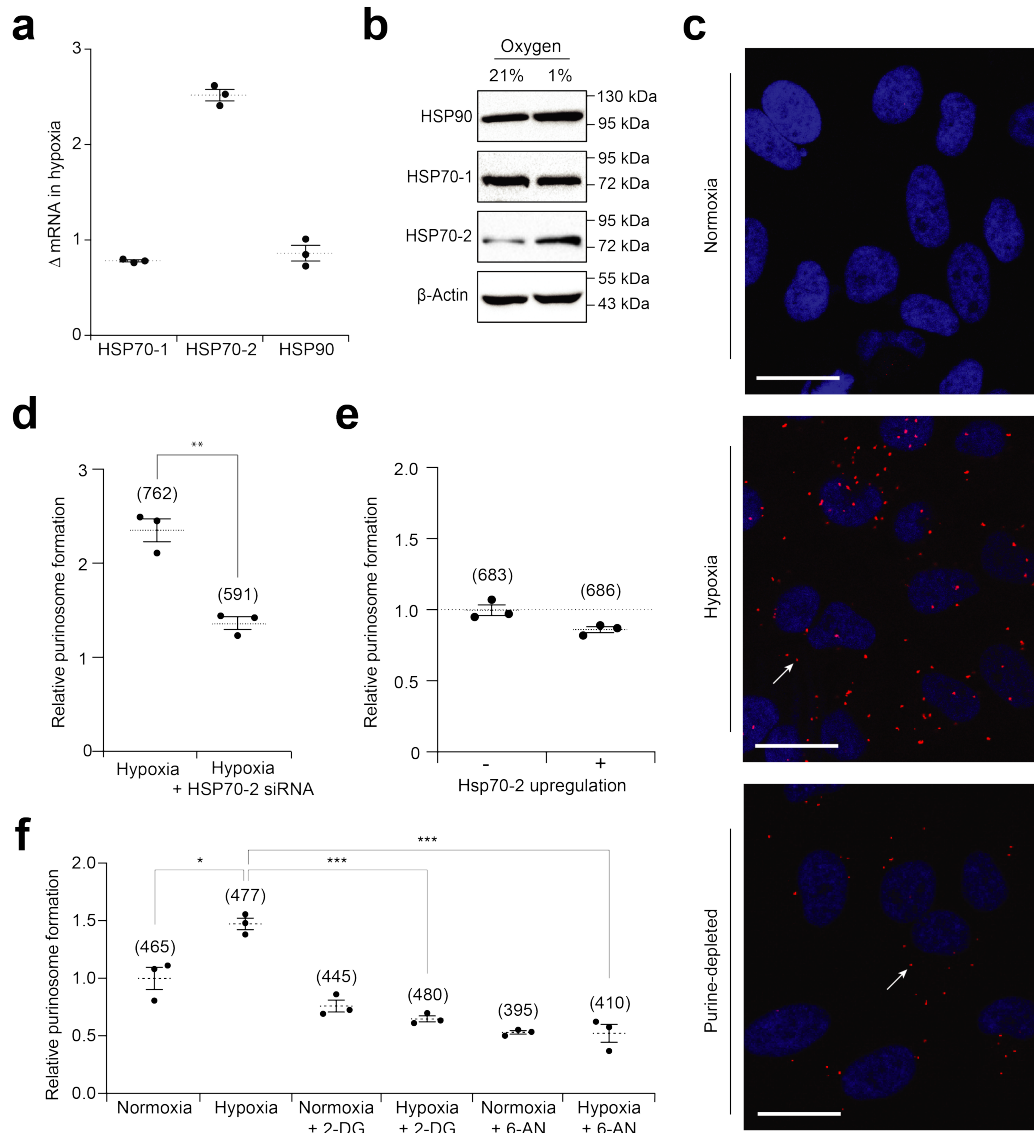 a
3
2
1
0
Δ mRNA in hypoxia
HSP70-1 HSP70-2 HSP90
b
Oxygen
21% 1%
HSP90
130 kDa
95 kDa
HSP70-1
95 kDa
72 kDa
HSP70-2
95 kDa
72 kDa
β-Actin
55 kDa
43 kDa
c
Normoxia
Hypoxia
Purine-depleted
d
**
3
2
1
0
Relative purinosome formation
(762)
(591)
Hypoxia Hypoxia
+ HSP70-2 siRNA
e
2.0
1.5
1.0
0.5
0
Relative purinosome formation
(683)
(686)
- +
Hsp70-2 upregulation
f
***
* ***
2.0
1.5
1.0
0.5
0.0
Relative purinosome formation
(465)
(477)
(445)
(480)
(395)
(410)
Normoxia Hypoxia Normoxia Hypoxia Normoxia Hypoxia
+ 2-DG + 2-DG + 6-AN + 6-AN